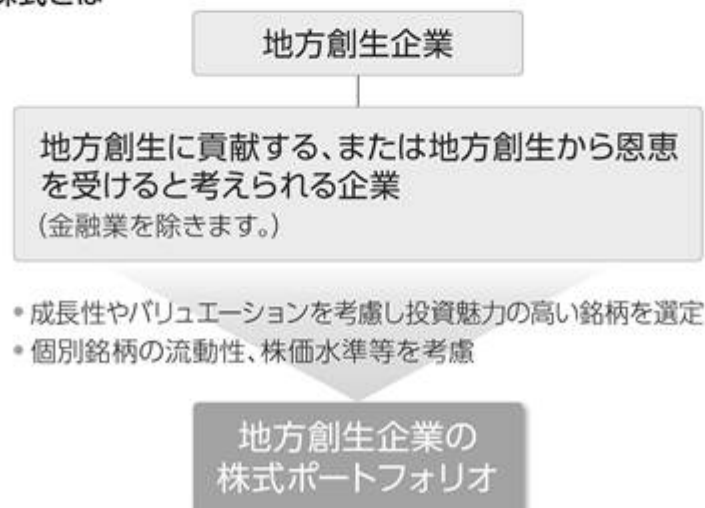 地方創生企業
地方創生に貢献する、または地方創生から恩恵
を受けると考えられる企業
(金融業を除きます。)
• 成長性やバリュエーションを考慮し投資魅力の高い銘柄を選定
• 個別銘柄の流動性、株価水準等を考慮
地方創生企業の
株式ポートフォリオ